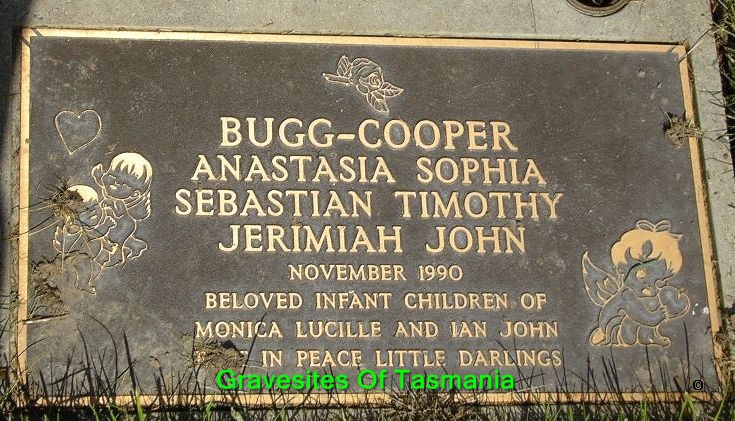 BUGG-COOPER
ANASTASIA SOPHIA
SEBASTIAN TIMOTHY
JERIMIAH JOHN
NOVEMBER 1990
BELOVED INFANT CHILDREN OF
MONICA LUCILLE AND IAN JOHN
IN PEACE LITTLE DARLINGS
Gravesites Of Tasmania
©